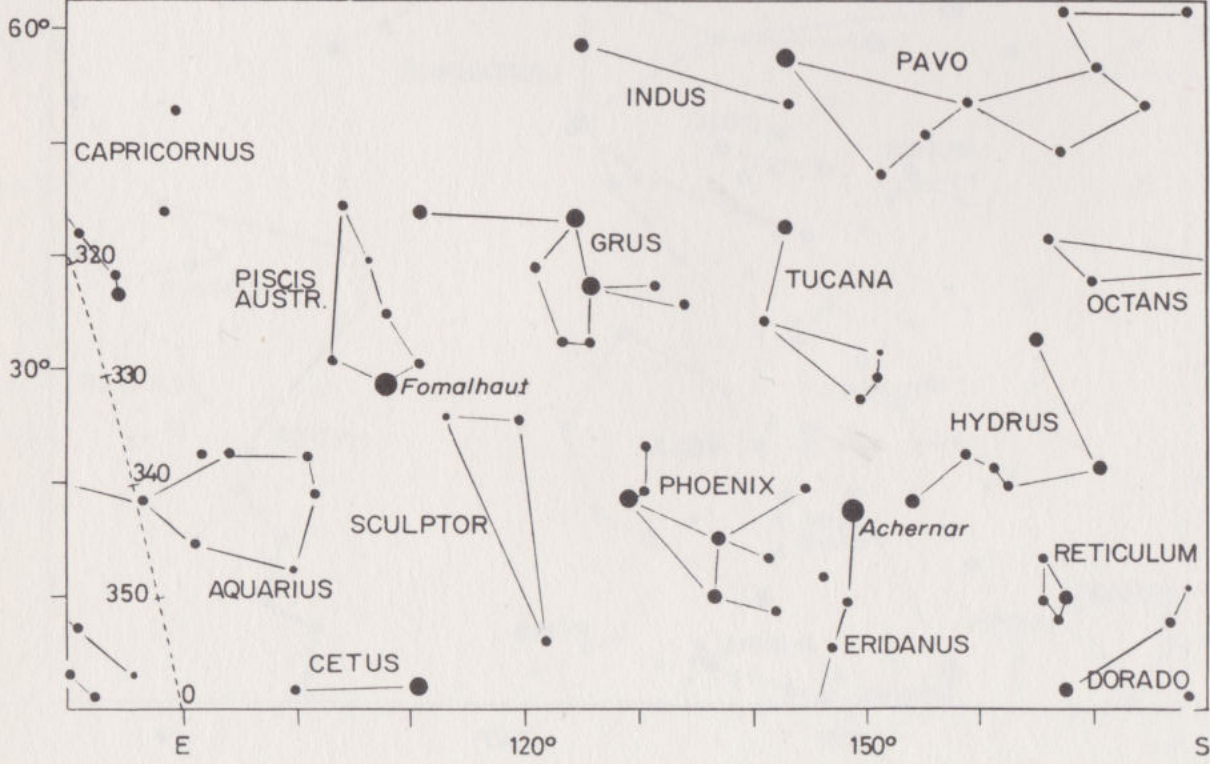 60°
PAVO
INDUS
CAPRICORNUS
GRUS
320
PISCIS
AUSTR.
TUCANA
OCTANS
30°
330
Fomalhaut
HYDRUS
340
PHOENIX
SCULPTOR
Achernar
RETICULUM
350
AQUARIUS
ERIDANUS
CETUS
DORADO
0
E
120°
150°
S